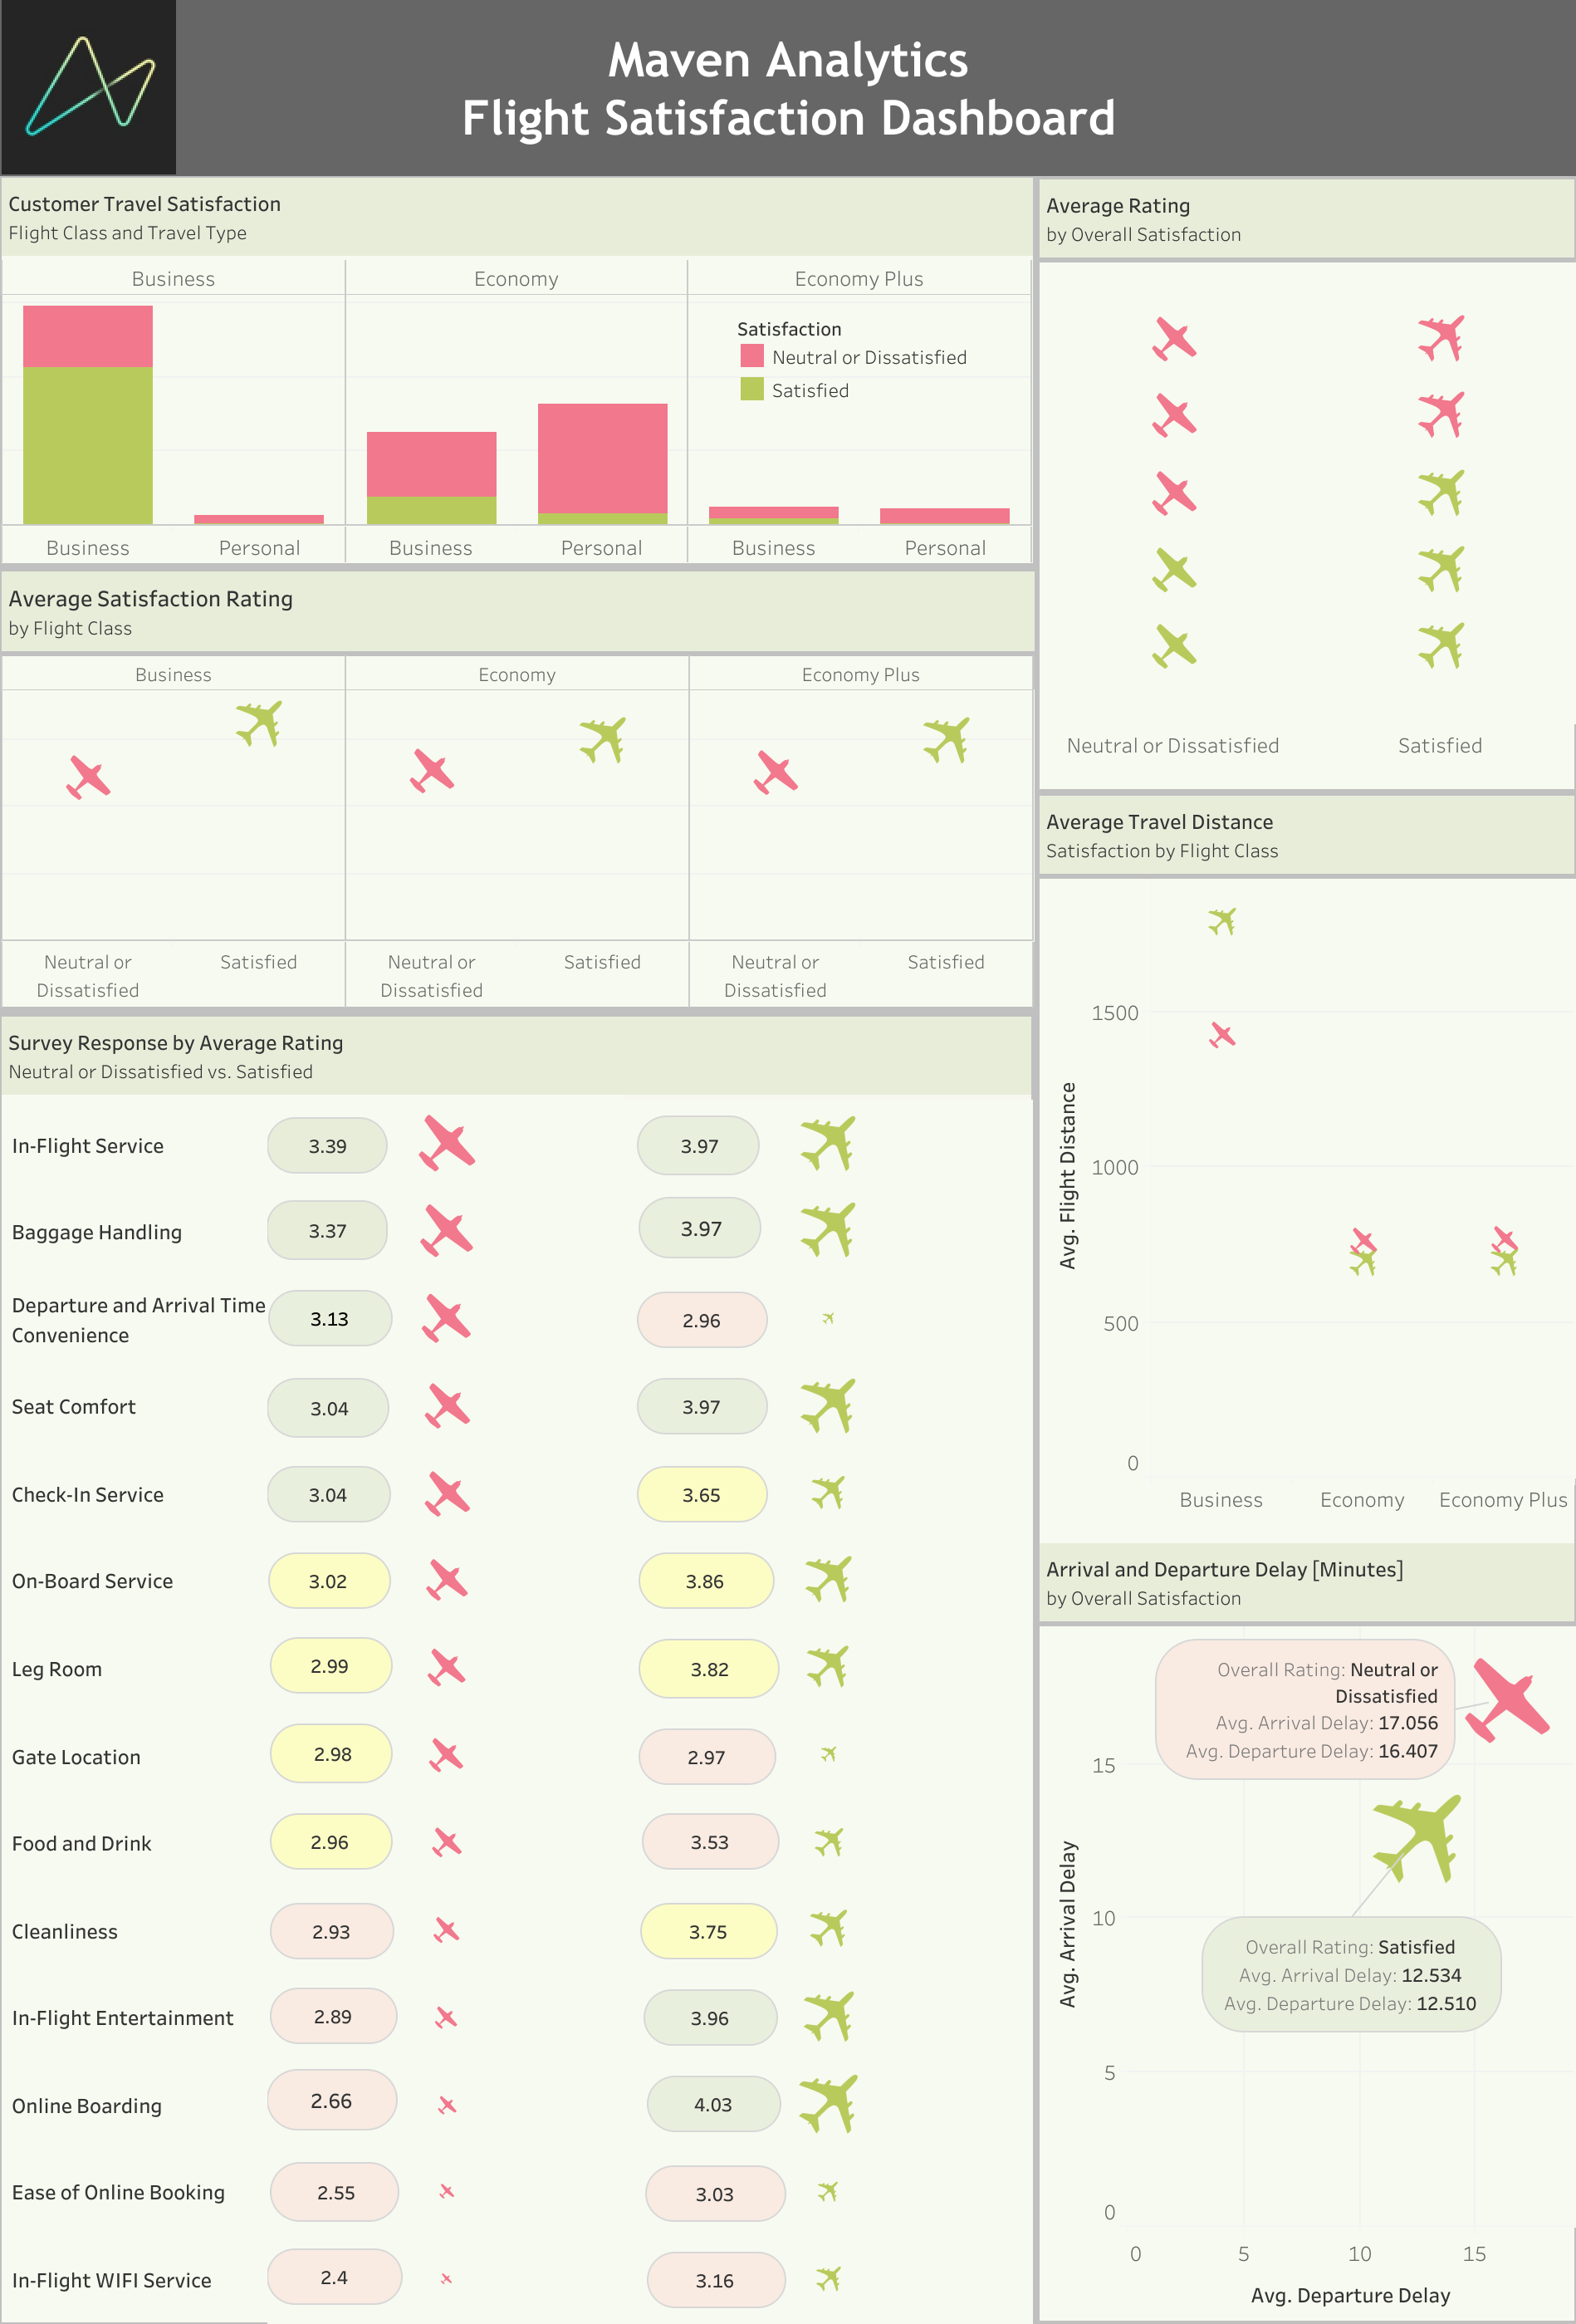 Maven Analytics
Flight Satisfaction Dashboard
Customer Travel Satisfaction
Flight Class and Travel Type
Business Economy Economy Plus
Satisfaction
Neutral or Dissatisfied
Satisfied
Business Personal Business Personal Business Personal
Average Satisfaction Rating
by Flight Class
Business Economy Economy Plus
Neutral or Dissatisfied
Satisfied
Neutral or Dissatisfied
Satisfied
Neutral or Dissatisfied
Satisfied
Survey Response by Average Rating
Neutral or Dissatisfied vs. Satisfied
In-Flight Service 3.39 3.97
Baggage Handling 3.37 3.97
Departure and Arrival Time
Convenience 3.13 2.96
Seat Comfort 3.04 3.97
Check-In Service 3.04 3.65
On-Board Service 3.02 3.86
Leg Room 2.99 3.82
Gate Location 2.98 2.97
Food and Drink 2.96 3.53
Cleanliness 2.93 3.75
In-Flight Entertainment 2.89 3.96
Online Boarding 2.66 4.03
Ease of Online Booking 2.55 3.03
In-Flight WIFI Service 2.4 3.16
Average Rating
by Overall Satisfaction
Neutral or Dissatisfied Satisfied
Average Travel Distance
Satisfaction by Flight Class
Avg. Flight Distance
1500
1000
500
0
Business Economy Economy Plus
Arrival and Departure Delay [Minutes]
by Overall Satisfaction
Overall Rating: Neutral or
Dissatisfied
Avg. Arrival Delay: 17.056
Avg. Departure Delay: 16.407
Overall Rating: Satisfied
Avg. Arrival Delay: 12.534
Avg. Departure Delay: 12.510
Avg. Arrival Delay
15
10
5
0
0 5 10 15
Avg. Departure Delay